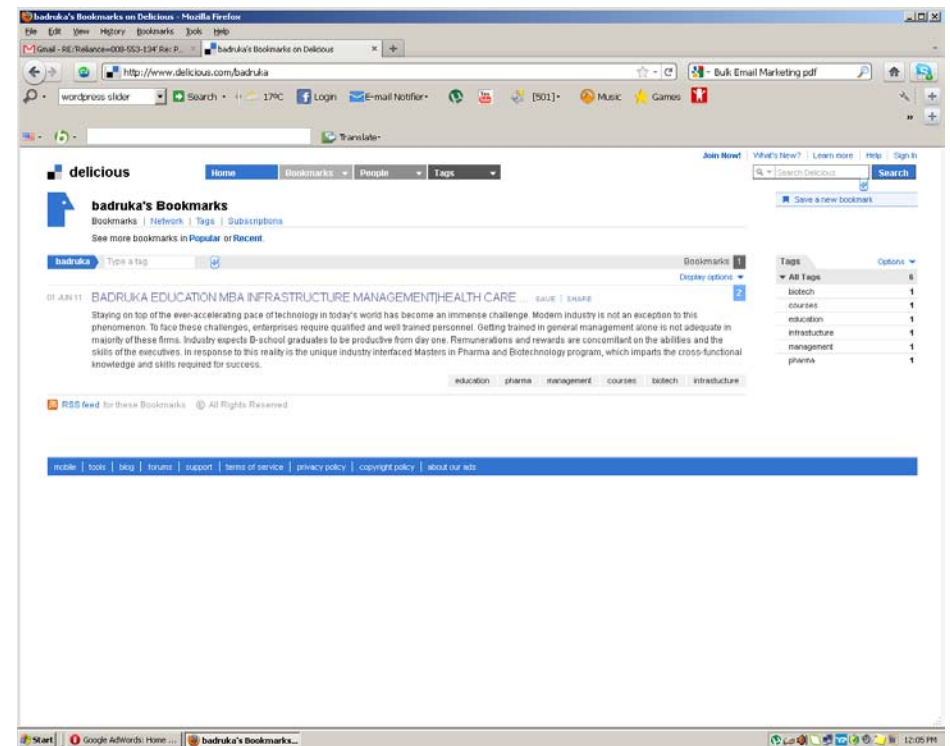 badruka's Bookmarks on Delicious - Mozilla Firefox
File Edit View History Bookmarks Tools Help
Gmail - RE:'Reliance=008-553-134' Re: P... badruka's Bookmarks on Delicious
http://www.delicious.com/badruka Bulk Email Marketing pdf
wordpress slider Search 17ºC Login E-mail Notifier [501] Music Games
Translate
Join Now! What's New? Learn more Help Sign In
delicious Home Bookmarks People Tags Search Delicious Search
badruka's Bookmarks Save a new bookmark
Bookmarks | Network | Tags | Subscriptions
See more bookmarks in Popular or Recent.
badruka Type a tag Bookmarks 1 Tags Options
Display options All Tags 6
01 JUN 11 BADRUKA EDUCATION MBA INFRASTRUCTURE MANAGEMENT|HEALTH CARE ... SAVE | SHARE 2
Staying on top of the ever-accelerating pace of technology in today's world has become an immense challenge. Modern industry is not an exception to this
phenomenon. To face these challenges, enterprises require qualified and well trained personnel. Getting trained in general management alone is not adequate in
majority of these firms. Industry expects B-school graduates to be productive from day one. Remunerations and rewards are concomitant on the abilities and the
skills of the executives. In response to this reality is the unique industry interfaced Masters in Pharma and Biotechnology program, which imparts the cross-functional
knowledge and skills required for success.
education pharma management courses biotech infrastucture
biotech 1
courses 1
education 1
infrastucture 1
management 1
pharma 1
RSS feed for these Bookmarks © All Rights Reserved
mobile | tools | blog | forums | support | terms of service | privacy policy | copyright policy | about our ads
Start Google AdWords: Home ... badruka's Bookmarks... 12:05 PM